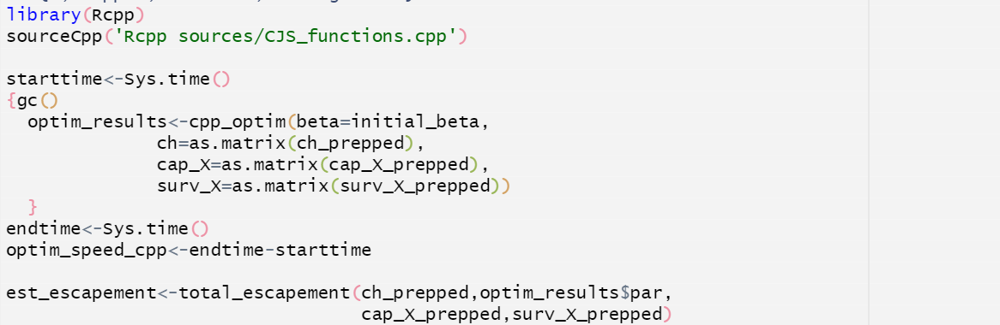 library(Rcpp)
sourceCpp('Rcpp sources/CJS_functions.cpp')
starttime<-Sys.time()
{gc()
optim_results<-cpp_optim(beta=initial_beta,
ch=as.matrix(ch_prepped),
cap_X=as.matrix(cap_X_prepped),
surv_X=as.matrix(surv_X_prepped))
}
endtime<-Sys.time()
optim_speed_cpp<-endtime-starttime
est_escapement<-total_escapement(ch_prepped,optim_results$par,
cap_X_prepped,surv_X_prepped)